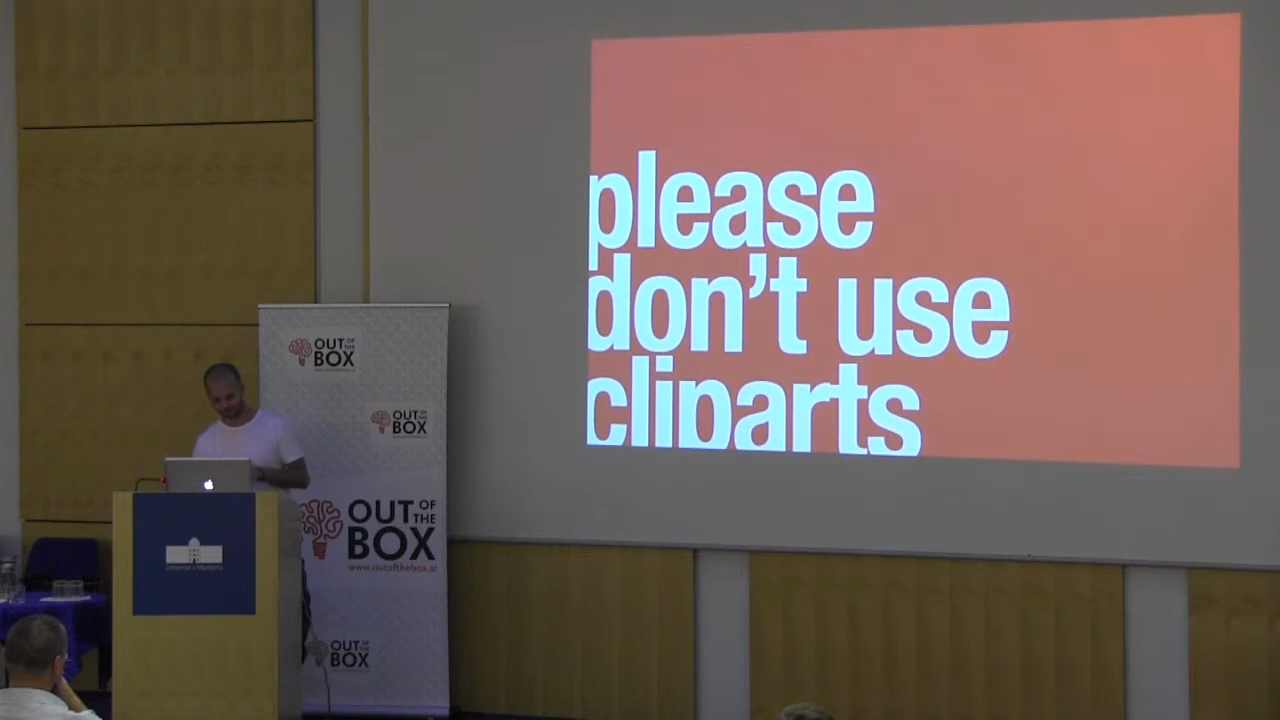 please
don't use
cliparts
OUT OF THE
BOX
OUT OF THE
BOX
OUT OF THE
BOX
www.outofthebox.si
OUT OF THE
BOX